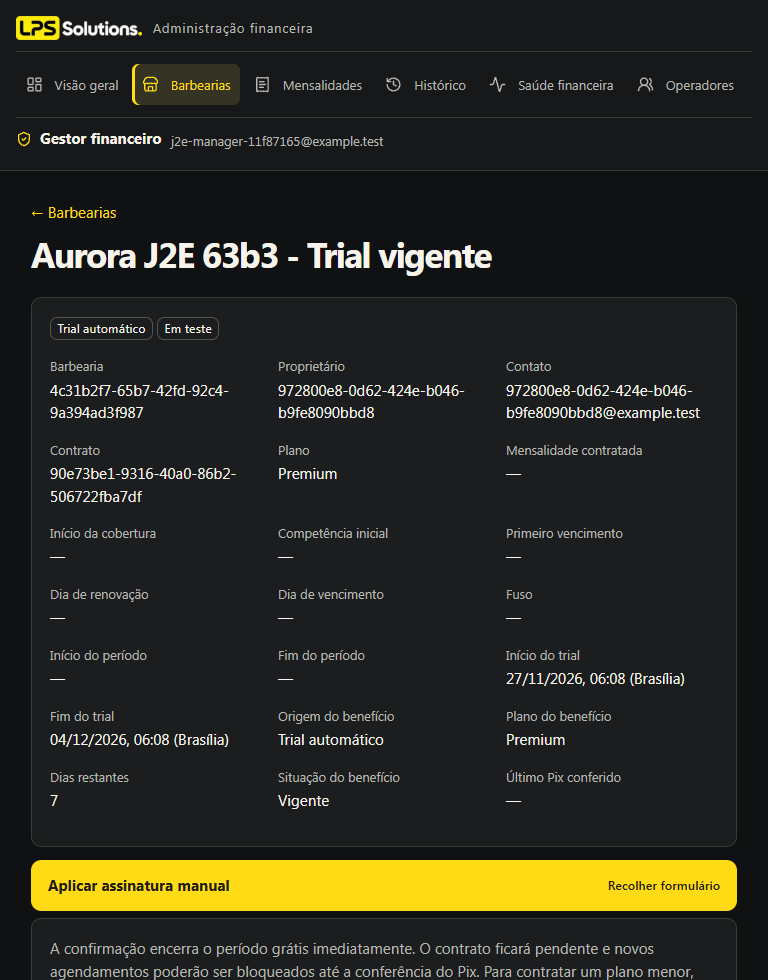 LPS Solutions. Administração financeira
Visão geral Barbearias Mensalidades Histórico Saúde financeira Operadores
Gestor financeiro j2e-manager-11f87165@example.test
← Barbearias
Aurora J2E 63b3 - Trial vigente
Trial automático Em teste
Barbearia Proprietário Contato
4c31b2f7-65b7-42fd-92c4- 972800e8-0d62-424e-b046- 972800e8-0d62-424e-b046-
9a394ad3f987 b9fe8090bbd8 b9fe8090bbd8@example.test
Contrato Plano Mensalidade contratada
90e73be1-9316-40a0-86b2- Premium —
506722fba7df
Início da cobertura Competência inicial Primeiro vencimento
— — —
Dia de renovação Dia de vencimento Fuso
— — —
Início do período Fim do período Início do trial
— — 27/11/2026, 06:08 (Brasília)
Fim do trial Origem do benefício Plano do benefício
04/12/2026, 06:08 (Brasília) Trial automático Premium
Dias restantes Situação do benefício Último Pix conferido
7 Vigente —
Aplicar assinatura manual Recolher formulário
A confirmação encerra o período grátis imediatamente. O contrato ficará pendente e novos
agendamentos poderão ser bloqueados até a conferência do Pix. Para contratar um plano menor,